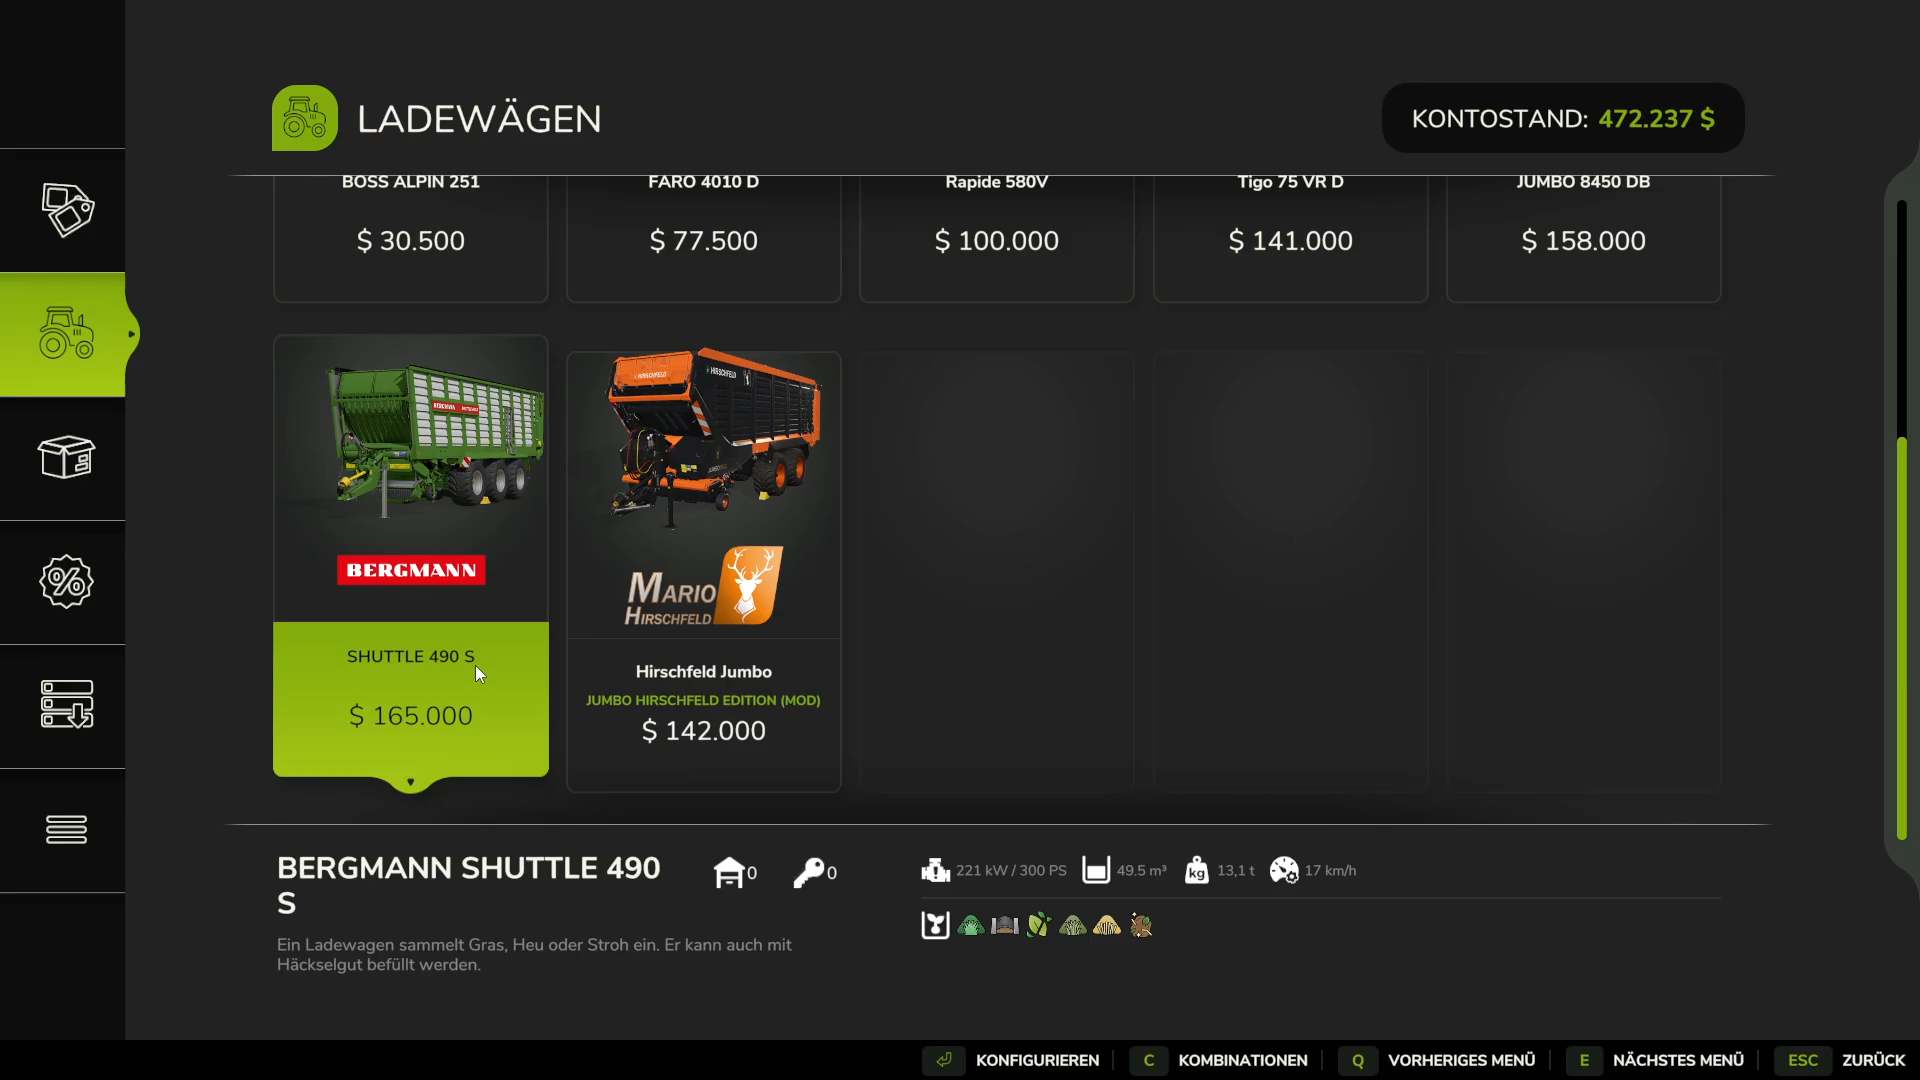 LADEWÄGEN
KONTOSTAND: 472.237 $
BOSS ALPIN 251
$ 30.500
FARO 4010 D
$ 77.500
Rapide 580V
$ 100.000
Tigo 75 VR D
$ 141.000
JUMBO 8450 DB
$ 158.000
BERGMANN
BERGMANN
SHUTTLE 490 S
$ 165.000
HIRSCHFELD
HIRSCHFELD
MARIO
HIRSCHFELD
Hirschfeld Jumbo
JUMBO HIRSCHFELD EDITION (MOD)
$ 142.000
BERGMANN SHUTTLE 490
S
0
0
Ein Ladewagen sammelt Gras, Heu oder Stroh ein. Er kann auch mit
Häckselgut befüllt werden.
221 kW / 300 PS
49.5 m³
kg 13,1 t
17 km/h
KONFIGURIEREN
C KOMBINATIONEN
Q VORHERIGES MENÜ
E NÄCHSTES MENÜ
ESC ZURÜCK